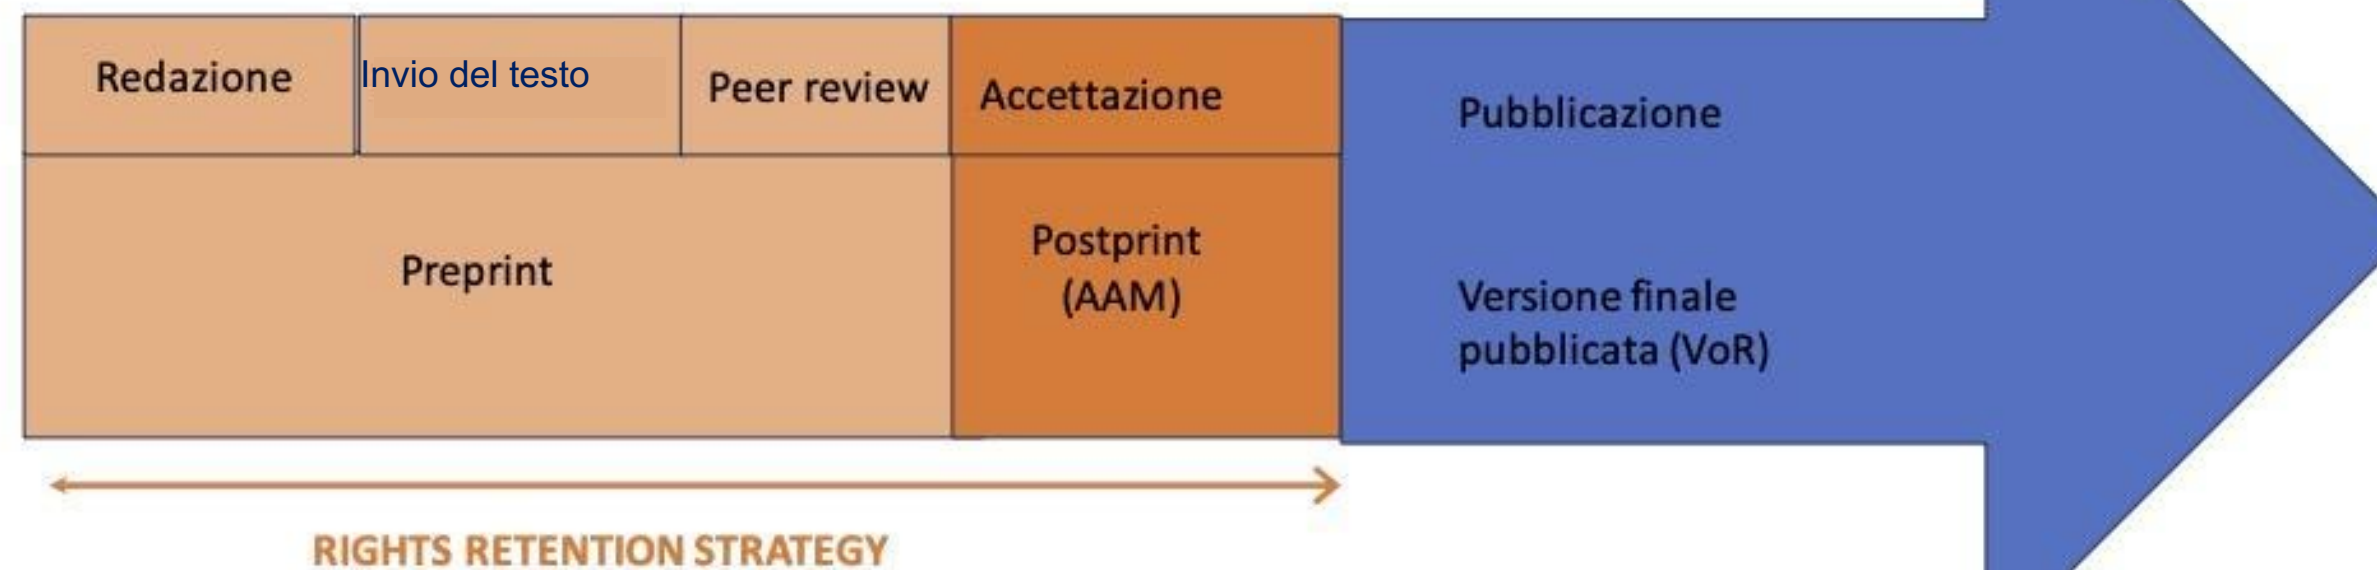 Redazione
Invio del testo
Peer review
Accettazione
Pubblicazione
Preprint
Postprint
(AAM)
Versione finale
pubblicata (VoR)
RIGHTS RETENTION STRATEGY